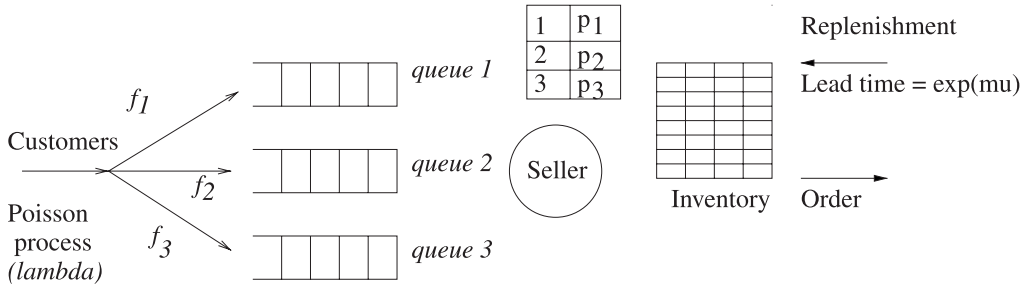 Customers
Poisson
process
(lambda)
f1
f2
f3
queue 1
queue 2
queue 3
1 p1
2 p2
3 p3
Seller
Inventory
Replenishment
Lead time = exp(mu)
Order